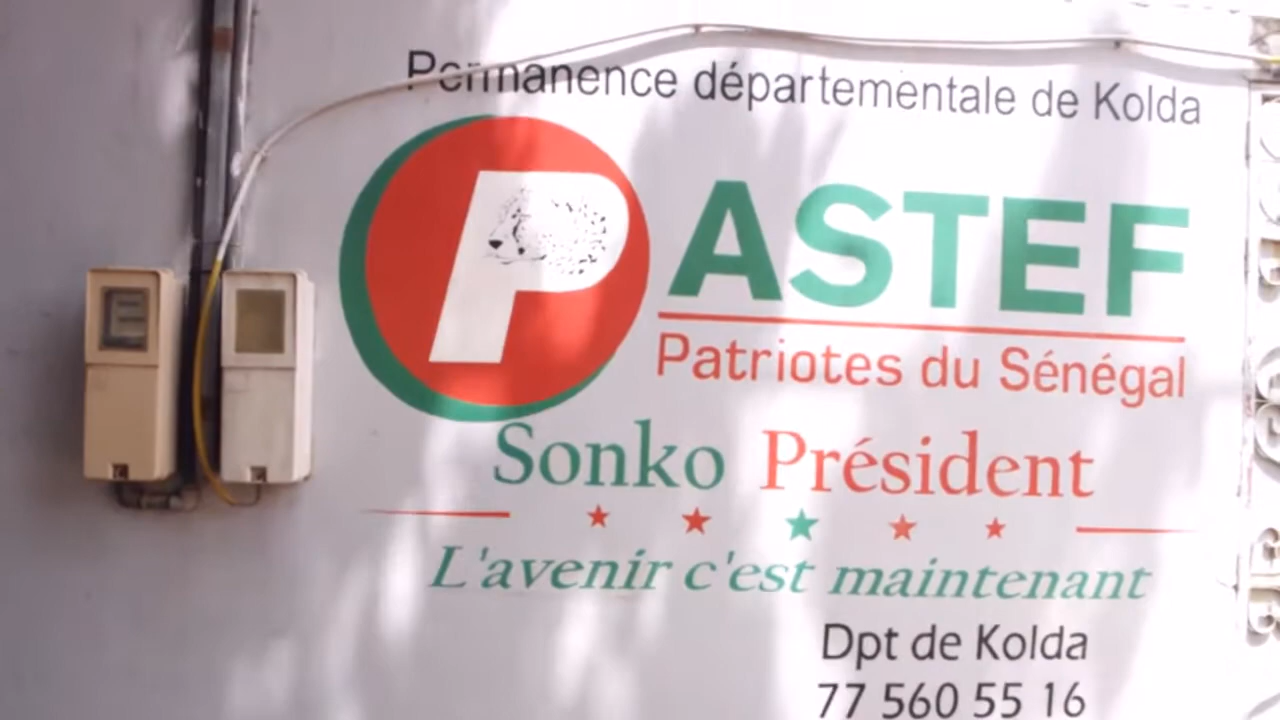 Permanence départementale de Kolda
PASTEF
Patriotes du Sénégal
Sonko Président
L'avenir c'est maintenant
Dpt de Kolda
77 560 55 16